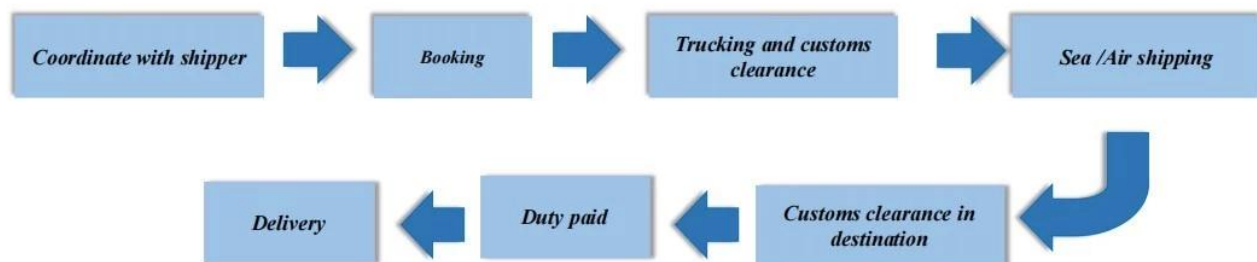 Coordinate with shipper
Booking
Trucking and customs
clearance
Sea /Air shipping
Customs clearance in
destination
Duty paid
Delivery